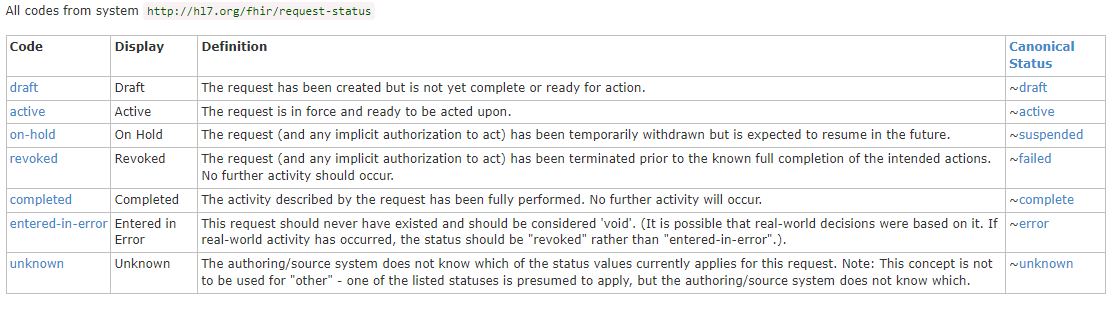 All codes from system http://hl7.org/fhir/request-status
Code Display Definition Canonical
Status
draft Draft The request has been created but is not yet complete or ready for action. ~draft
active Active The request is in force and ready to be acted upon. ~active
on-hold On Hold The request (and any implicit authorization to act) has been temporarily withdrawn but is expected to resume in the future. ~suspended
revoked Revoked The request (and any implicit authorization to act) has been terminated prior to the known full completion of the intended actions. ~failed
No further activity should occur.
completed Completed The activity described by the request has been fully performed. No further activity will occur. ~complete
entered-in-error Entered in This request should never have existed and should be considered 'void'. (It is possible that real-world decisions were based on it. If ~error
Error real-world activity has occurred, the status should be "revoked" rather than "entered-in-error".).
unknown Unknown The authoring/source system does not know which of the status values currently applies for this request. Note: This concept is not ~unknown
to be used for "other" - one of the listed statuses is presumed to apply, but the authoring/source system does not know which.